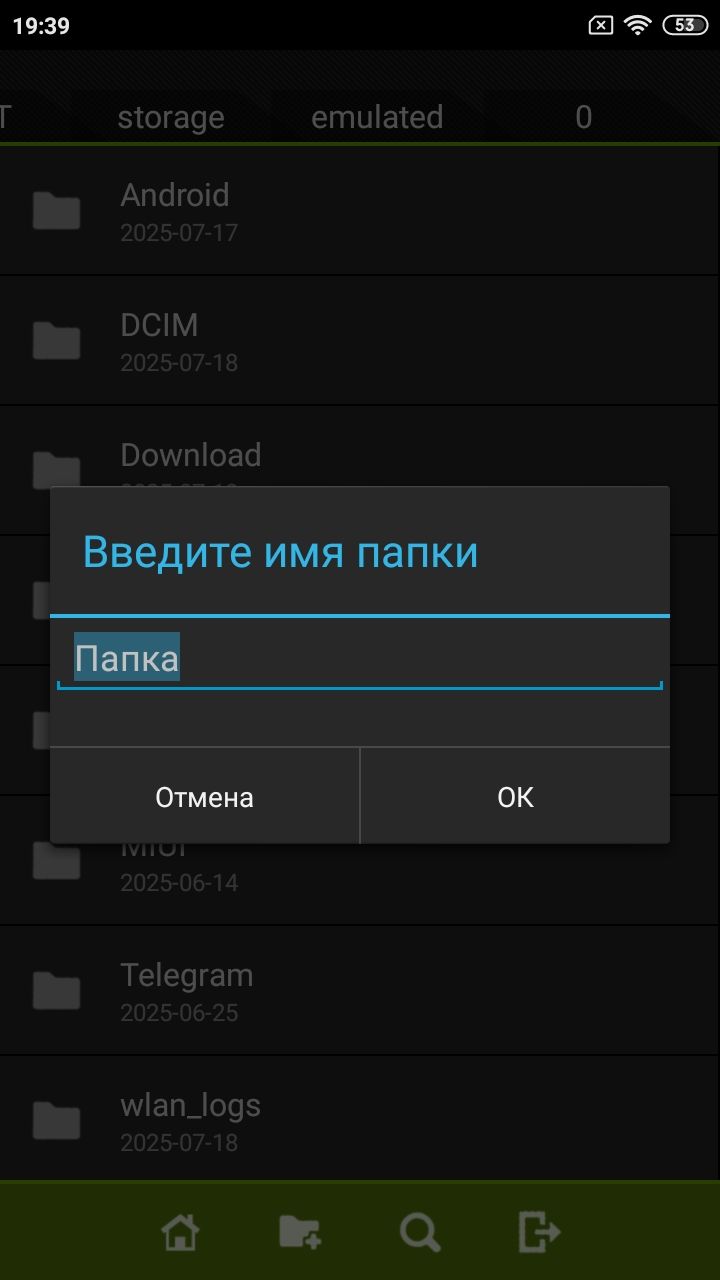 19:39
53
T
storage
emulated
0
Android
2025-07-17
DCIM
2025-07-18
Download
Введите имя папки
Папка
Отмена
ОК
MIUI
2025-06-14
Telegram
2025-06-25
wlan_logs
2025-07-18